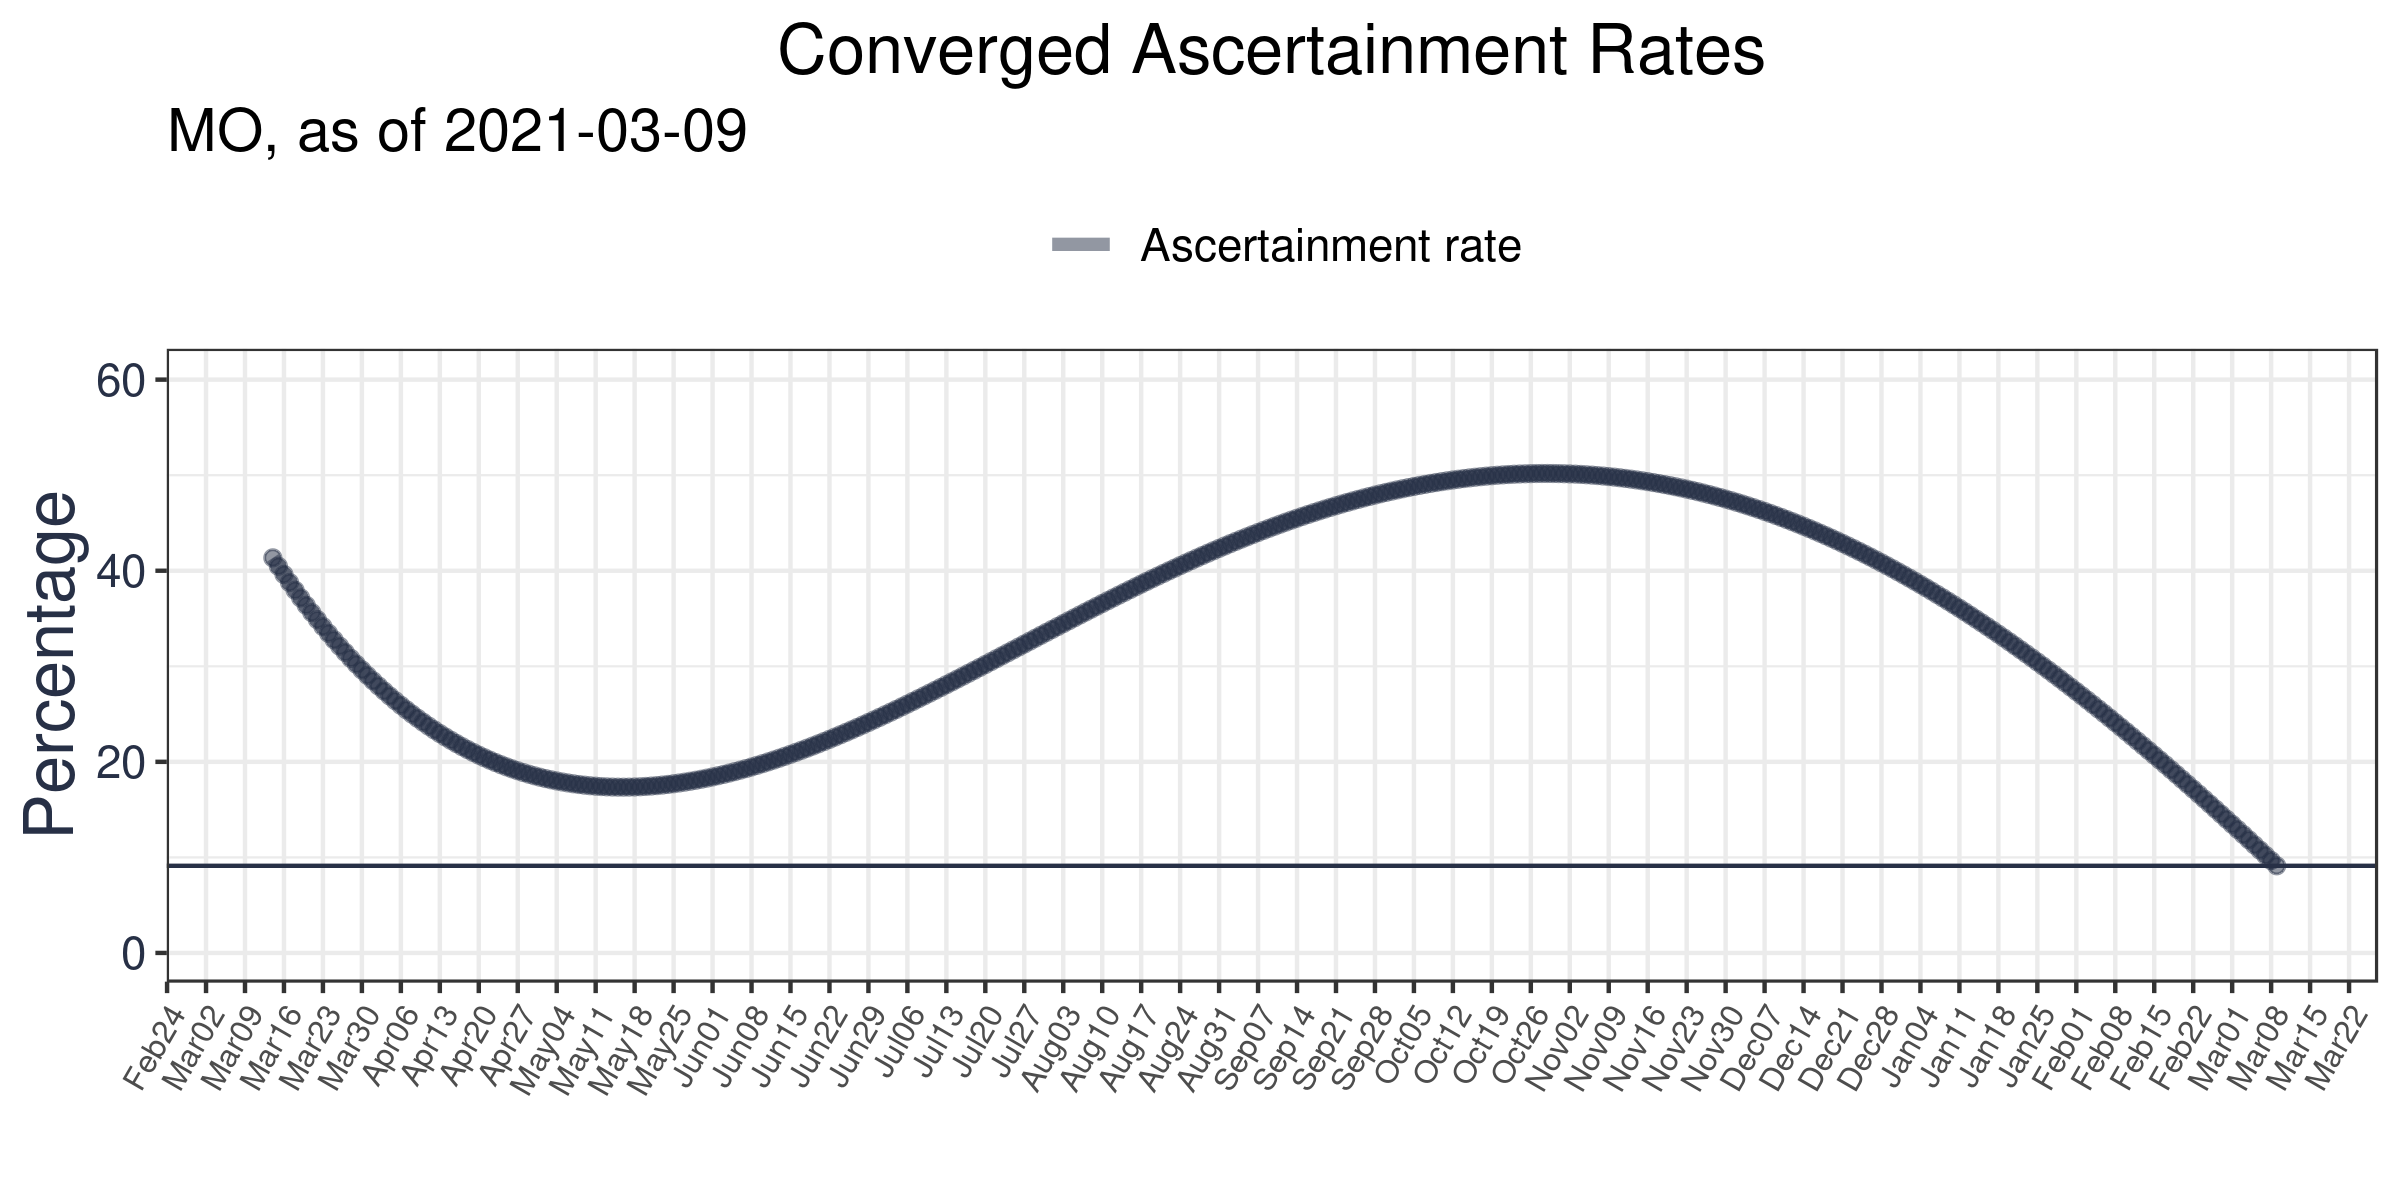 Converged Ascertainment Rates
MO, as of 2021-03-09
Ascertainment rate
Percentage
60
40
20
0
Feb24
Mar02
Mar09
Mar16
Mar23
Mar30
Apr06
Apr13
Apr20
Apr27
May04
May11
May18
May25
Jun01
Jun08
Jun15
Jun22
Jun29
Jul06
Jul13
Jul20
Jul27
Aug03
Aug10
Aug17
Aug24
Aug31
Sep07
Sep14
Sep21
Sep28
Oct05
Oct12
Oct19
Oct26
Nov02
Nov09
Nov16
Nov23
Nov30
Dec07
Dec14
Dec21
Dec28
Jan04
Jan11
Jan18
Jan25
Feb01
Feb08
Feb15
Feb22
Mar01
Mar08
Mar15
Mar22